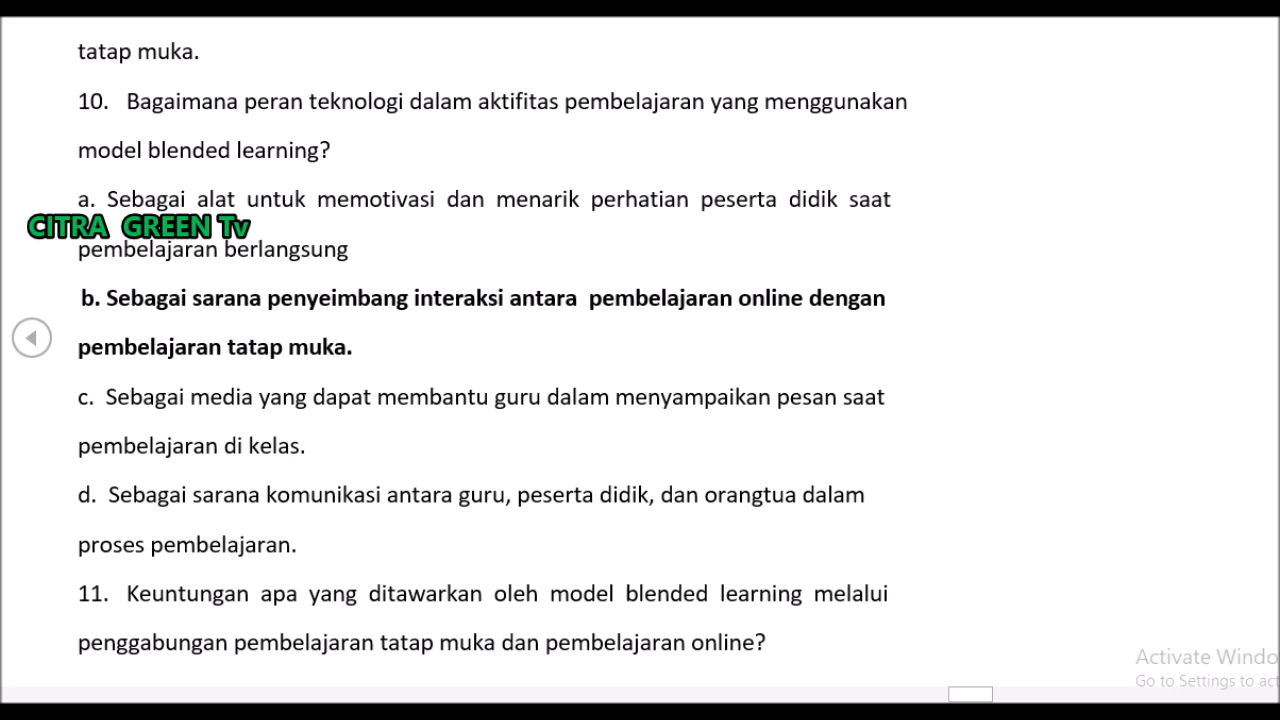 tatap muka.
10. Bagaimana peran teknologi dalam aktifitas pembelajaran yang menggunakan
model blended learning?
a. Sebagai alat untuk memotivasi dan menarik perhatian peserta didik saat
CITRA GREEN Tv
pembelajaran berlangsung
b. Sebagai sarana penyeimbang interaksi antara pembelajaran online dengan
pembelajaran tatap muka.
c. Sebagai media yang dapat membantu guru dalam menyampaikan pesan saat
pembelajaran di kelas.
d. Sebagai sarana komunikasi antara guru, peserta didik, dan orangtua dalam
proses pembelajaran.
11. Keuntungan apa yang ditawarkan oleh model blended learning melalui
penggabungan pembelajaran tatap muka dan pembelajaran online?
Activate Windo
Go to Settings to act